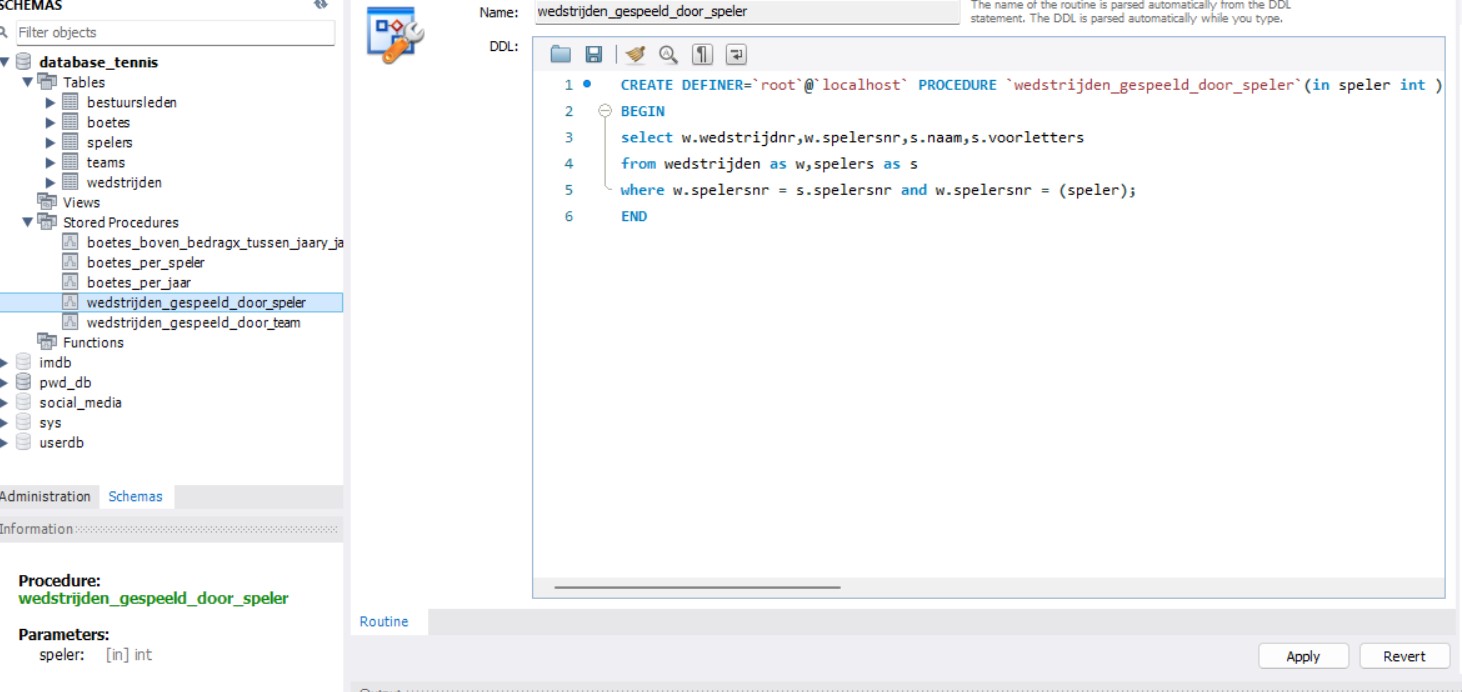 SCHEMAS
Filter objects
database_tennis
Tables
bestuursleden
boetes
spelers
teams
wedstrijden
Views
Stored Procedures
boetes_boven_bedragx_tussen_jaary_ja
boetes_per_speler
boetes_per_jaar
wedstrijden_gespeeld_door_speler
wedstrijden_gespeeld_door_team
Functions
imdb
pwd_db
social_media
sys
userdb
Administration Schemas
Information
Procedure:
wedstrijden_gespeeld_door_speler
Parameters:
speler: [in] int
Name: wedstrijden_gespeeld_door_speler
The name of the routine is parsed automatically from the DDL
statement. The DDL is parsed automatically while you type.
DDL:
1 CREATE DEFINER=`root`@`localhost` PROCEDURE `wedstrijden_gespeeld_door_speler`(in speler int )
2 BEGIN
3 select w.wedstrijdnr,w.spelersnr,s.naam,s.voorletters
4 from wedstrijden as w,spelers as s
5 where w.spelersnr = s.spelersnr and w.spelersnr = (speler);
6 END
Routine
Apply Revert